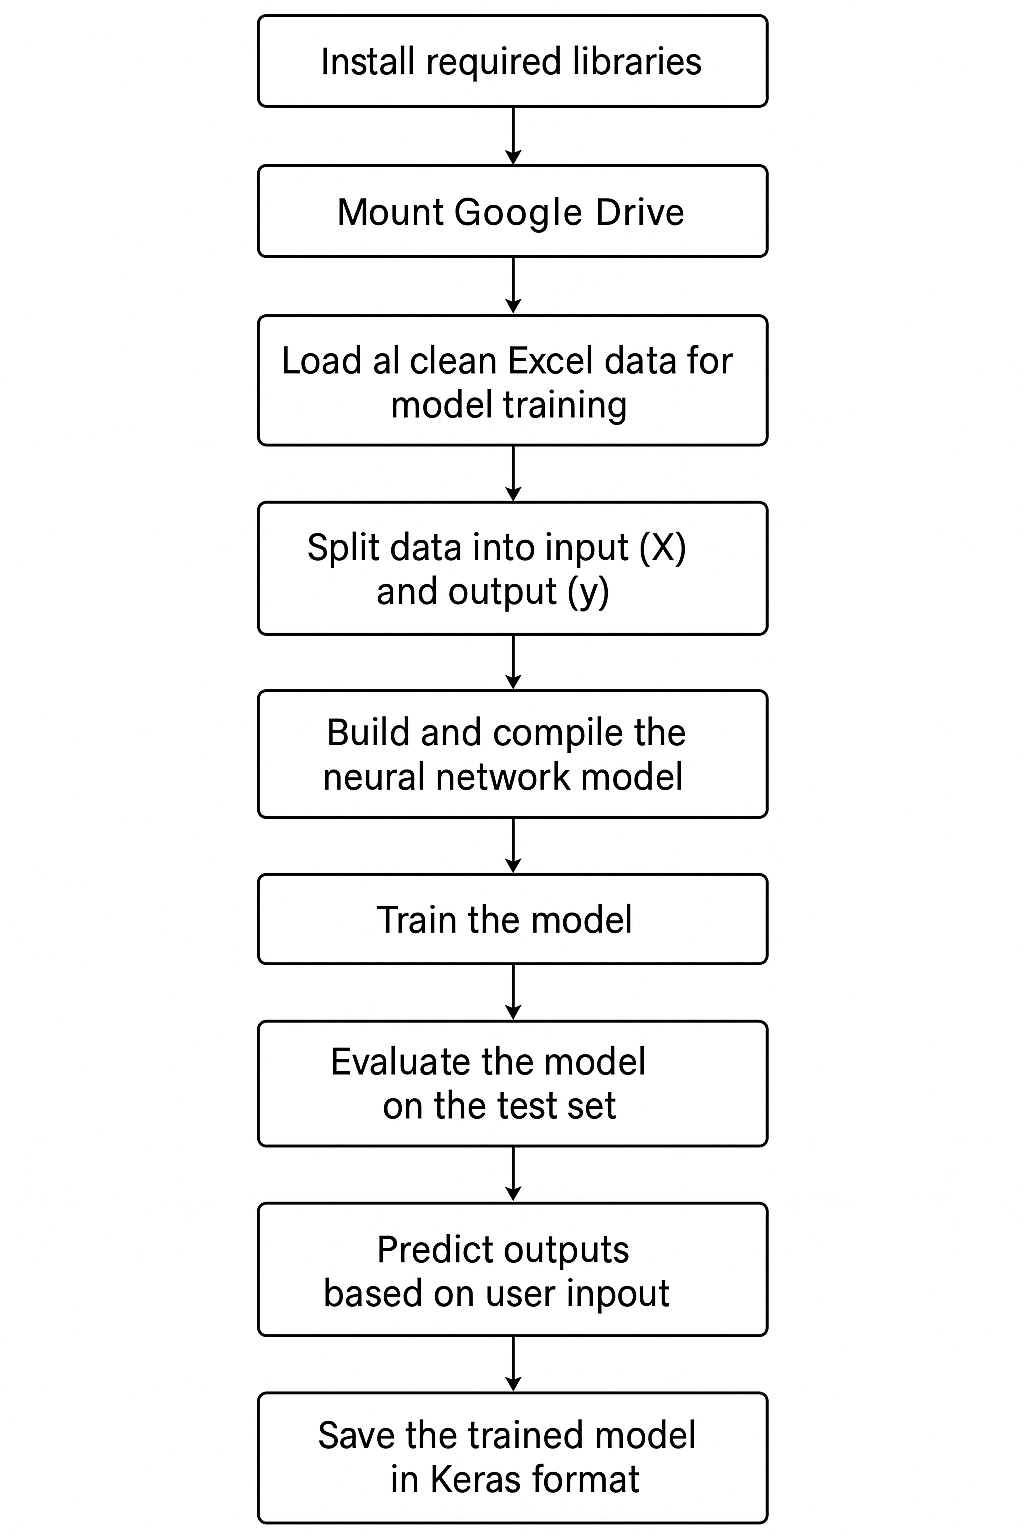 Install required libraries
Mount Google Drive
Load al clean Excel data for
model training
Split data into input (X)
and output (y)
Build and compile the
neural network model
Train the model
Evaluate the model
on the test set
Predict outputs
based on user inpout
Save the trained model
in Keras format